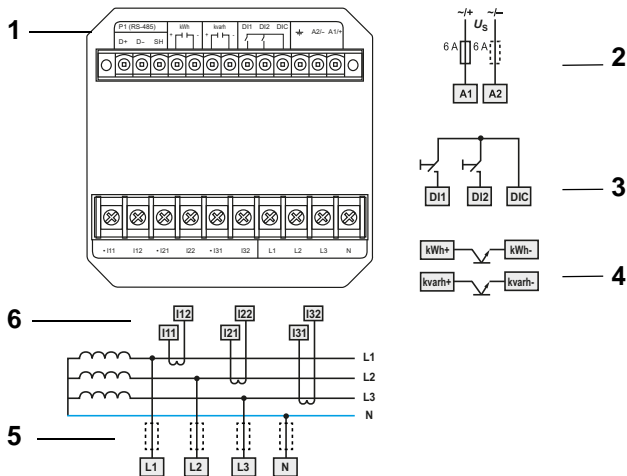 1
P1 (RS-485) kWh kvarh DI1 DI2 DIC A2/– A1/+
D+ D– SH + - + -
• I11 I12 • I21 I22 • I31 I32 L1 L2 L3 N
~/+ ~/–
US
6 A 6 A
A1 A2
2
DI1 DI2 DIC
3
kWh+ kWh-
kvarh+ kvarh-
4
6
I12 I22 I32
I11 I21 I31
L1
L2
L3
N
5
L1 L2 L3 N